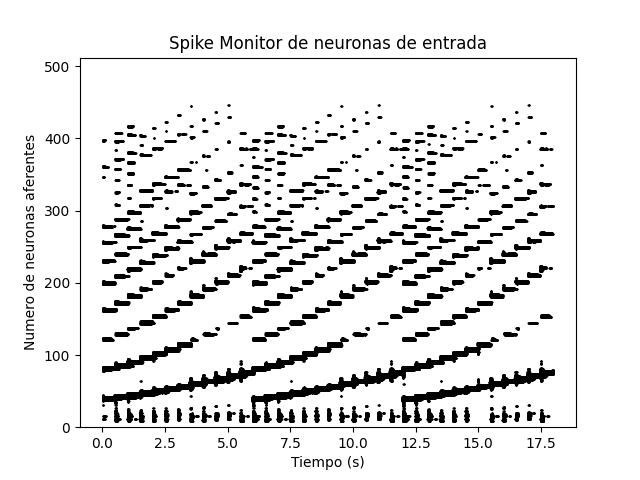 Spike Monitor de neuronas de entrada
500
400
300
200
100
0
Numero de neuronas aferentes
0.0 2.5 5.0 7.5 10.0 12.5 15.0 17.5
Tiempo (s)